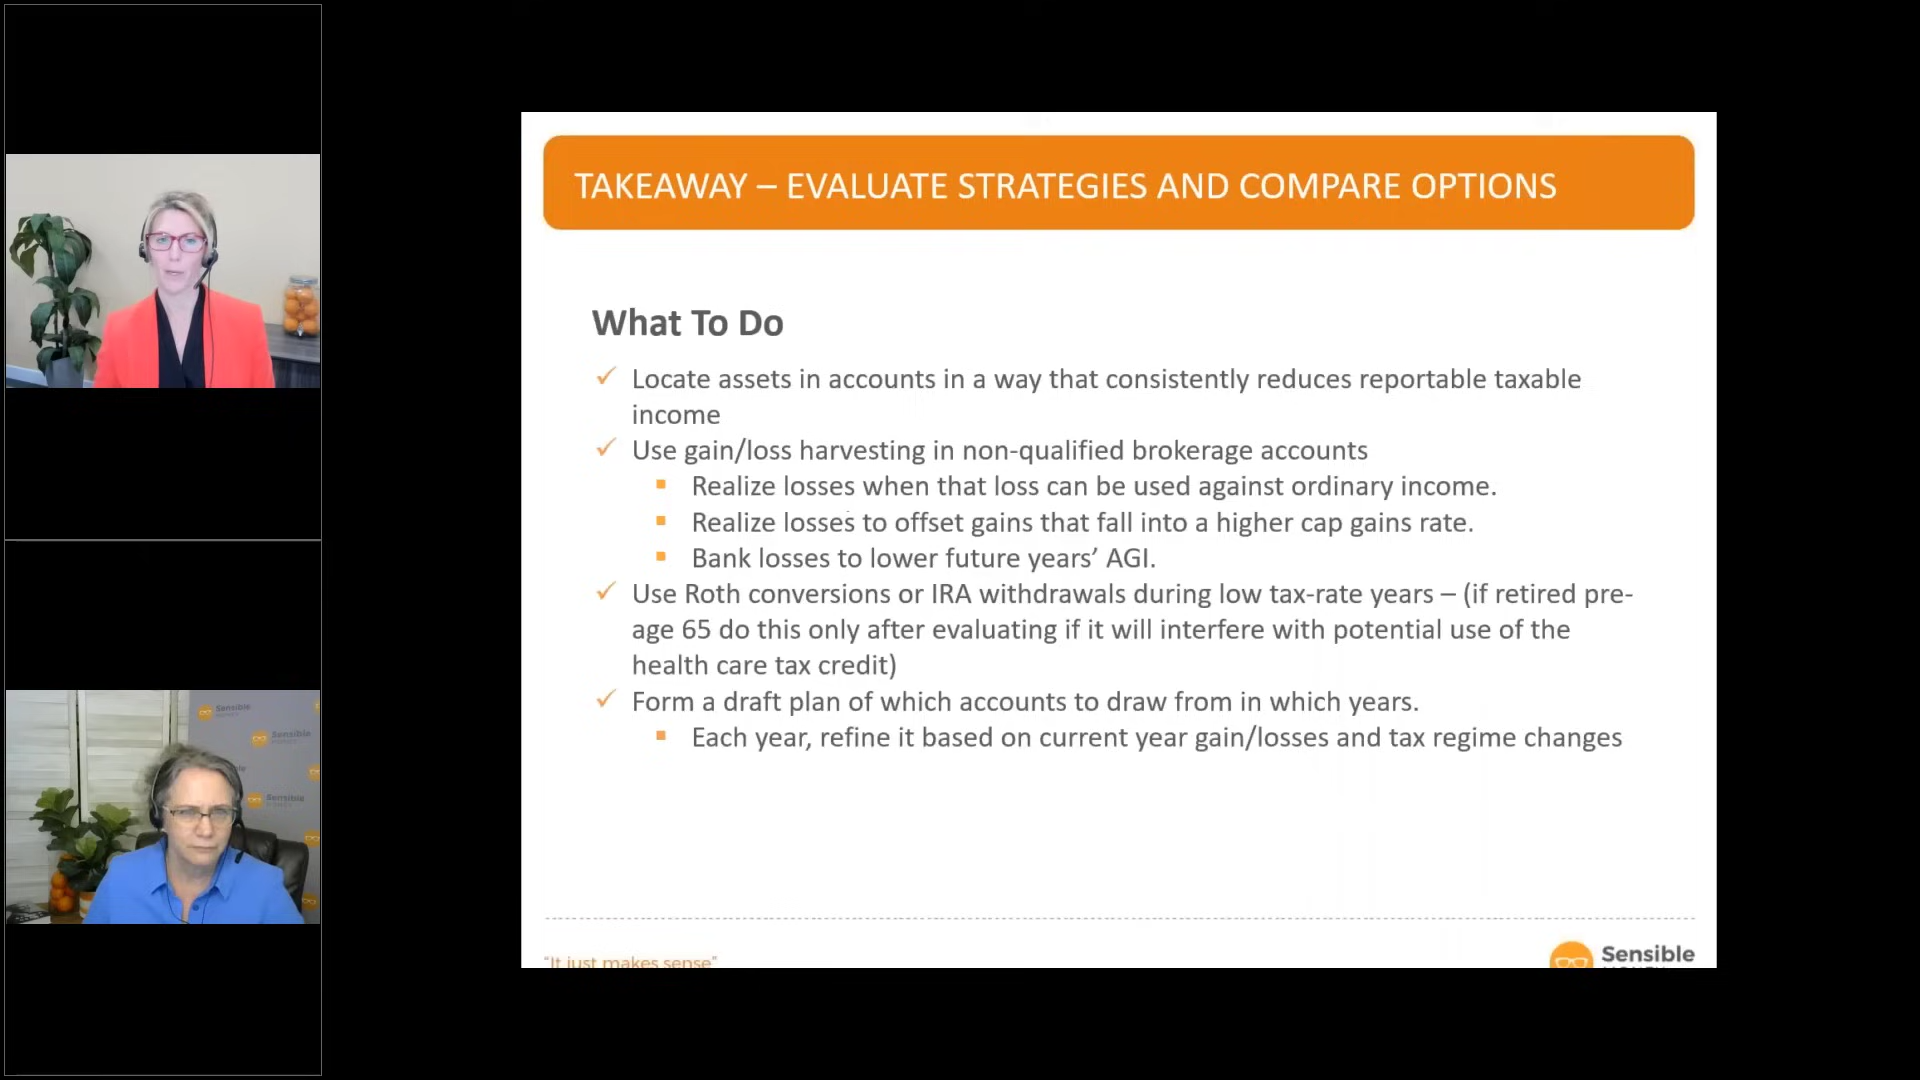 TAKEAWAY – EVALUATE STRATEGIES AND COMPARE OPTIONS
What To Do
Locate assets in accounts in a way that consistently reduces reportable taxable
income
Use gain/loss harvesting in non-qualified brokerage accounts
Realize losses when that loss can be used against ordinary income.
Realize losses to offset gains that fall into a higher cap gains rate.
Bank losses to lower future years’ AGI.
Use Roth conversions or IRA withdrawals during low tax-rate years – (if retired pre-
age 65 do this only after evaluating if it will interfere with potential use of the
health care tax credit)
Form a draft plan of which accounts to draw from in which years.
Each year, refine it based on current year gain/losses and tax regime changes
“It just makes sense”
Sensible
Sensible
Sensible
Sensible